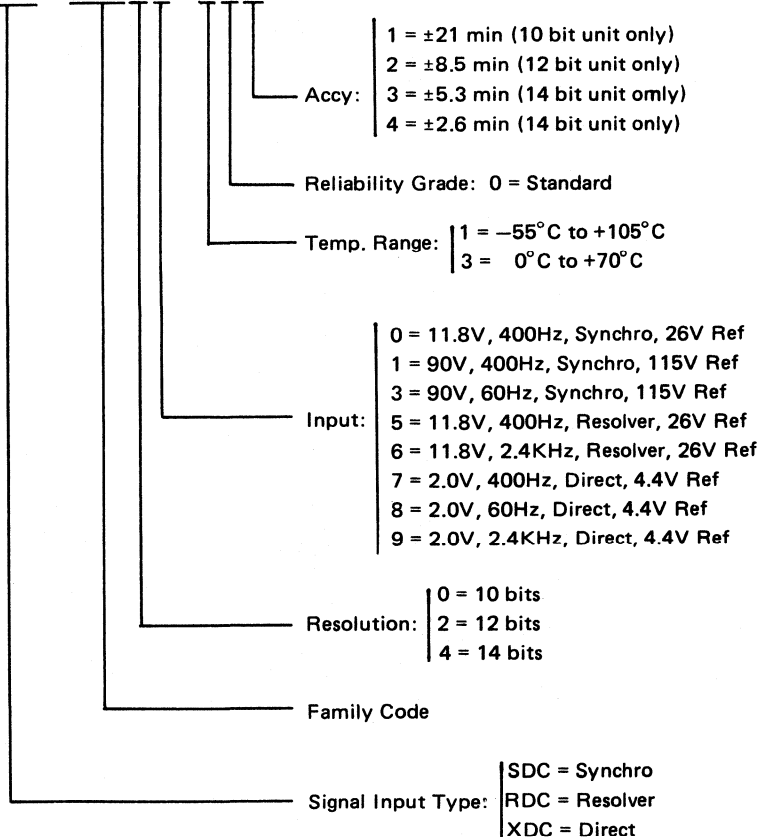 1 = ±21 min (10 bit unit only)
2 = ±8.5 min (12 bit unit only)
Accy: 3 = ±5.3 min (14 bit unit omly)
4 = ±2.6 min (14 bit unit only)
Reliability Grade: 0 = Standard
1 = −55°C to +105°C
Temp. Range:
3 = 0°C to +70°C
0 = 11.8V, 400Hz, Synchro, 26V Ref
1 = 90V, 400Hz, Synchro, 115V Ref
3 = 90V, 60Hz, Synchro, 115V Ref
Input: 5 = 11.8V, 400Hz, Resolver, 26V Ref
6 = 11.8V, 2.4KHz, Resolver, 26V Ref
7 = 2.0V, 400Hz, Direct, 4.4V Ref
8 = 2.0V, 60Hz, Direct, 4.4V Ref
9 = 2.0V, 2.4KHz, Direct, 4.4V Ref
0 = 10 bits
Resolution: 2 = 12 bits
4 = 14 bits
Family Code
SDC = Synchro
Signal Input Type: RDC = Resolver
XDC = Direct